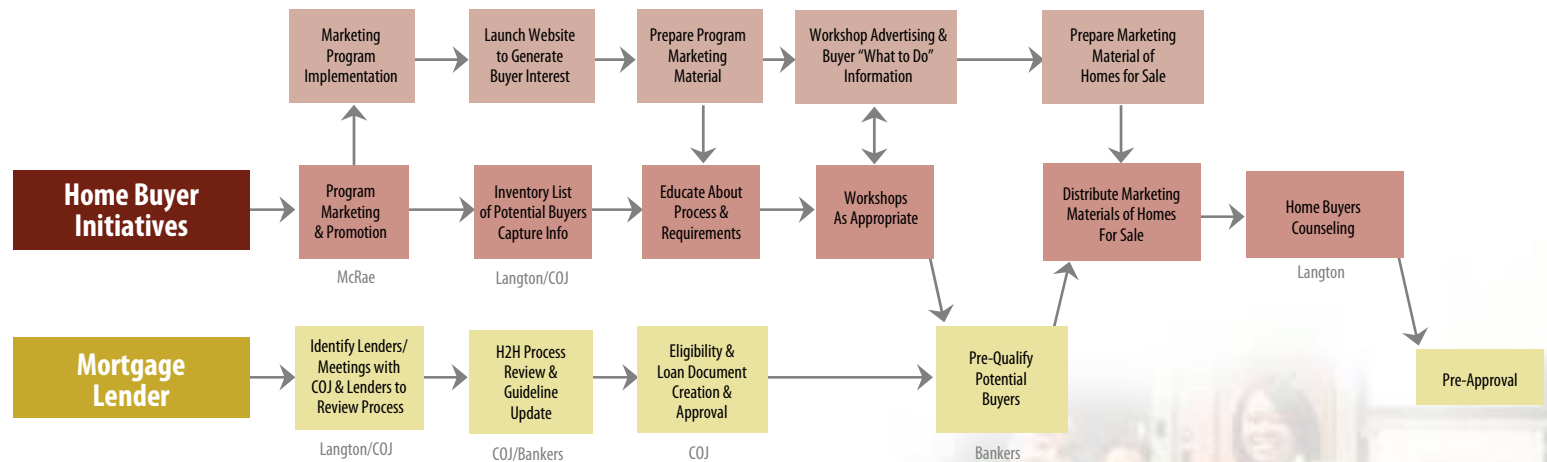 Marketing
Program
Implementation
Launch Website
to Generate
Buyer Interest
Prepare Program
Marketing
Material
Workshop Advertising &
Buyer “What to Do”
Information
Prepare Marketing
Material of
Homes for Sale
Home Buyer
Initiatives
Program
Marketing
& Promotion
McRae
Inventory List
of Potential Buyers
Capture Info
Langton/COJ
Educate About
Process &
Requirements
Workshops
As Appropriate
Distribute Marketing
Materials of Homes
For Sale
Home Buyers
Counseling
Langton
Mortgage
Lender
Identify Lenders/
Meetings with
COJ & Lenders to
Review Process
Langton/COJ
H2H Process
Review &
Guideline
Update
COJ/Bankers
Eligibility &
Loan Document
Creation &
Approval
COJ
Pre-Qualify
Potential
Buyers
Bankers
Pre-Approval